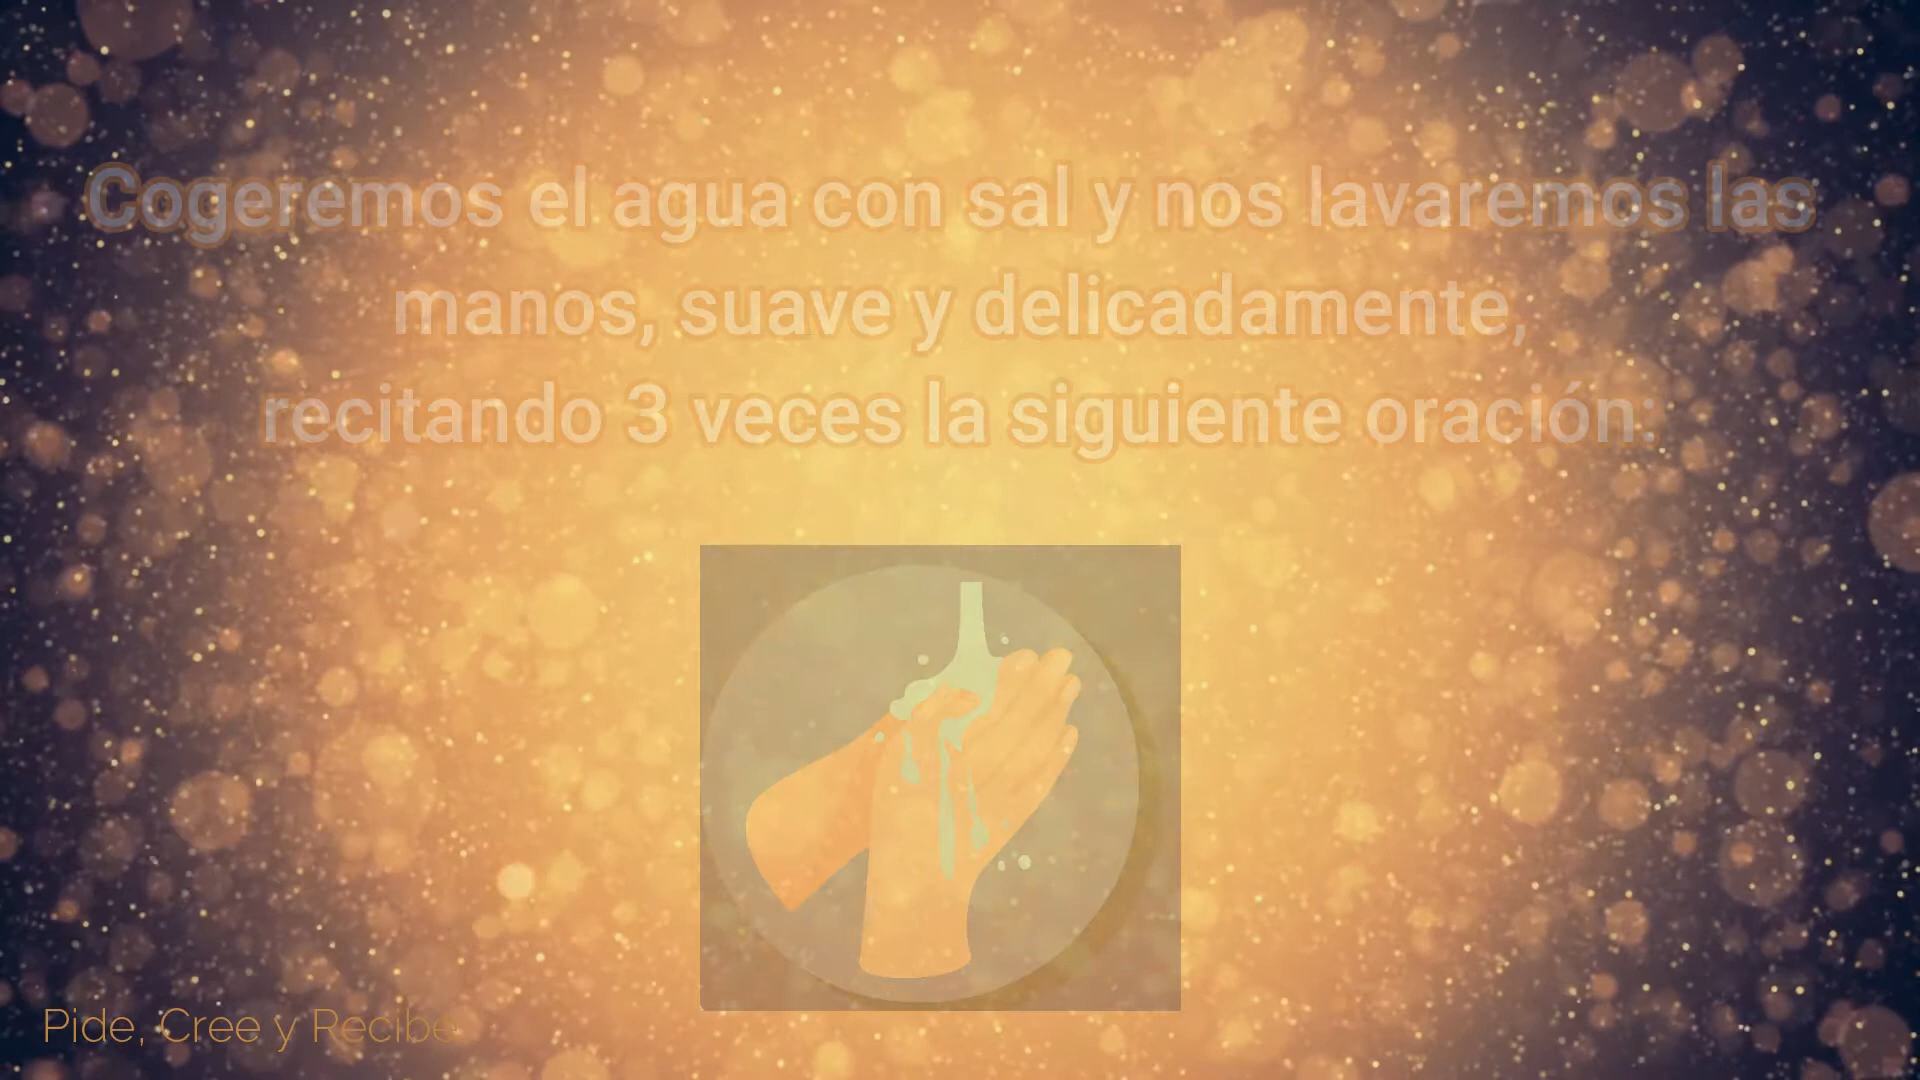 Cogeremos el agua con sal y nos lavaremos las
manos, suave y delicadamente,
recitando 3 veces la siguiente oración:
Pide, Cree y Recibe